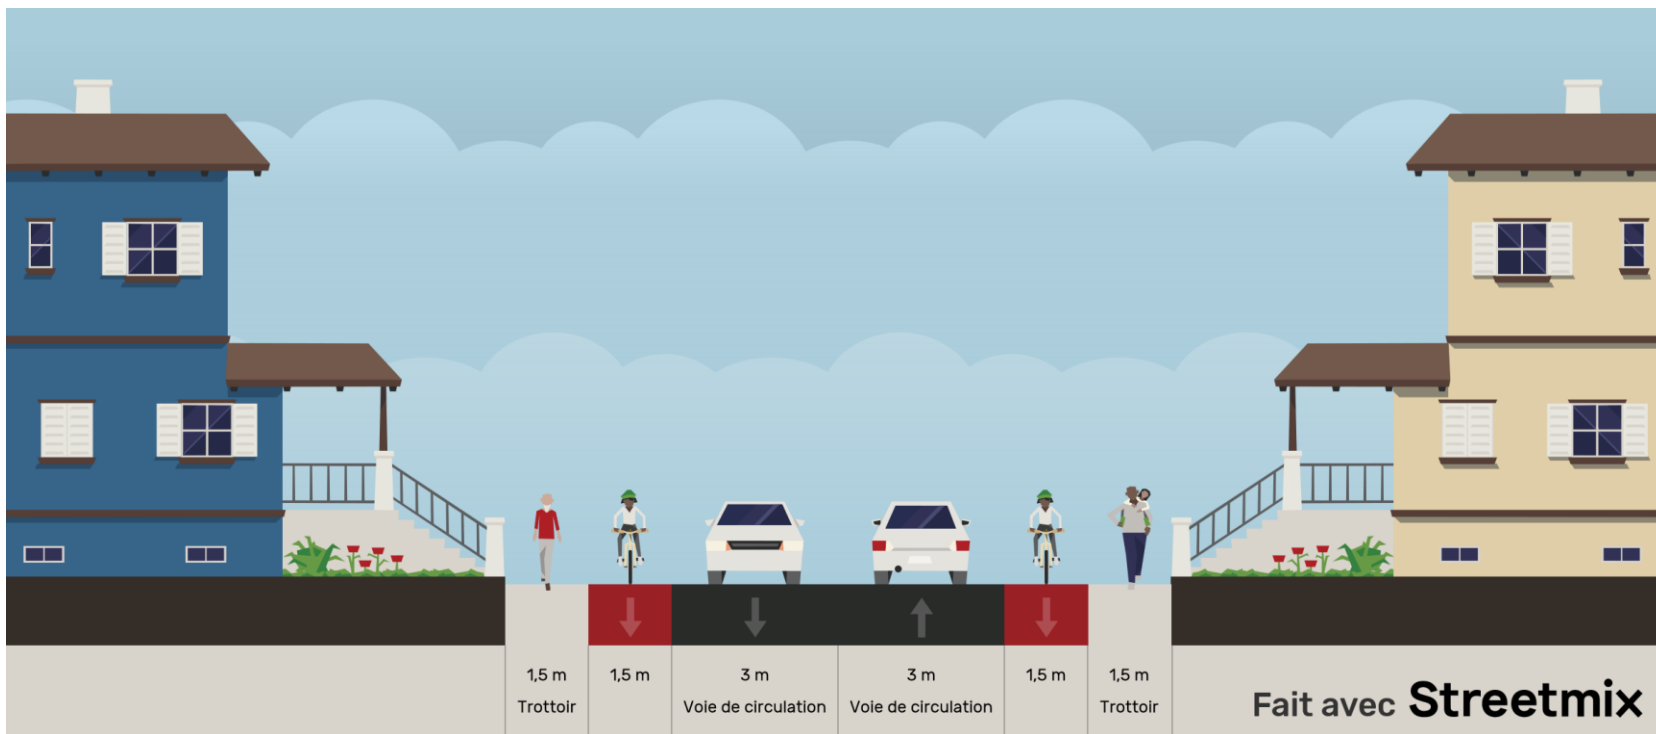 1,5 m
Trottoir
1,5 m
3 m
Voie de circulation
3 m
Voie de circulation
1,5 m
1,5 m
Trottoir
Fait avec Streetmix